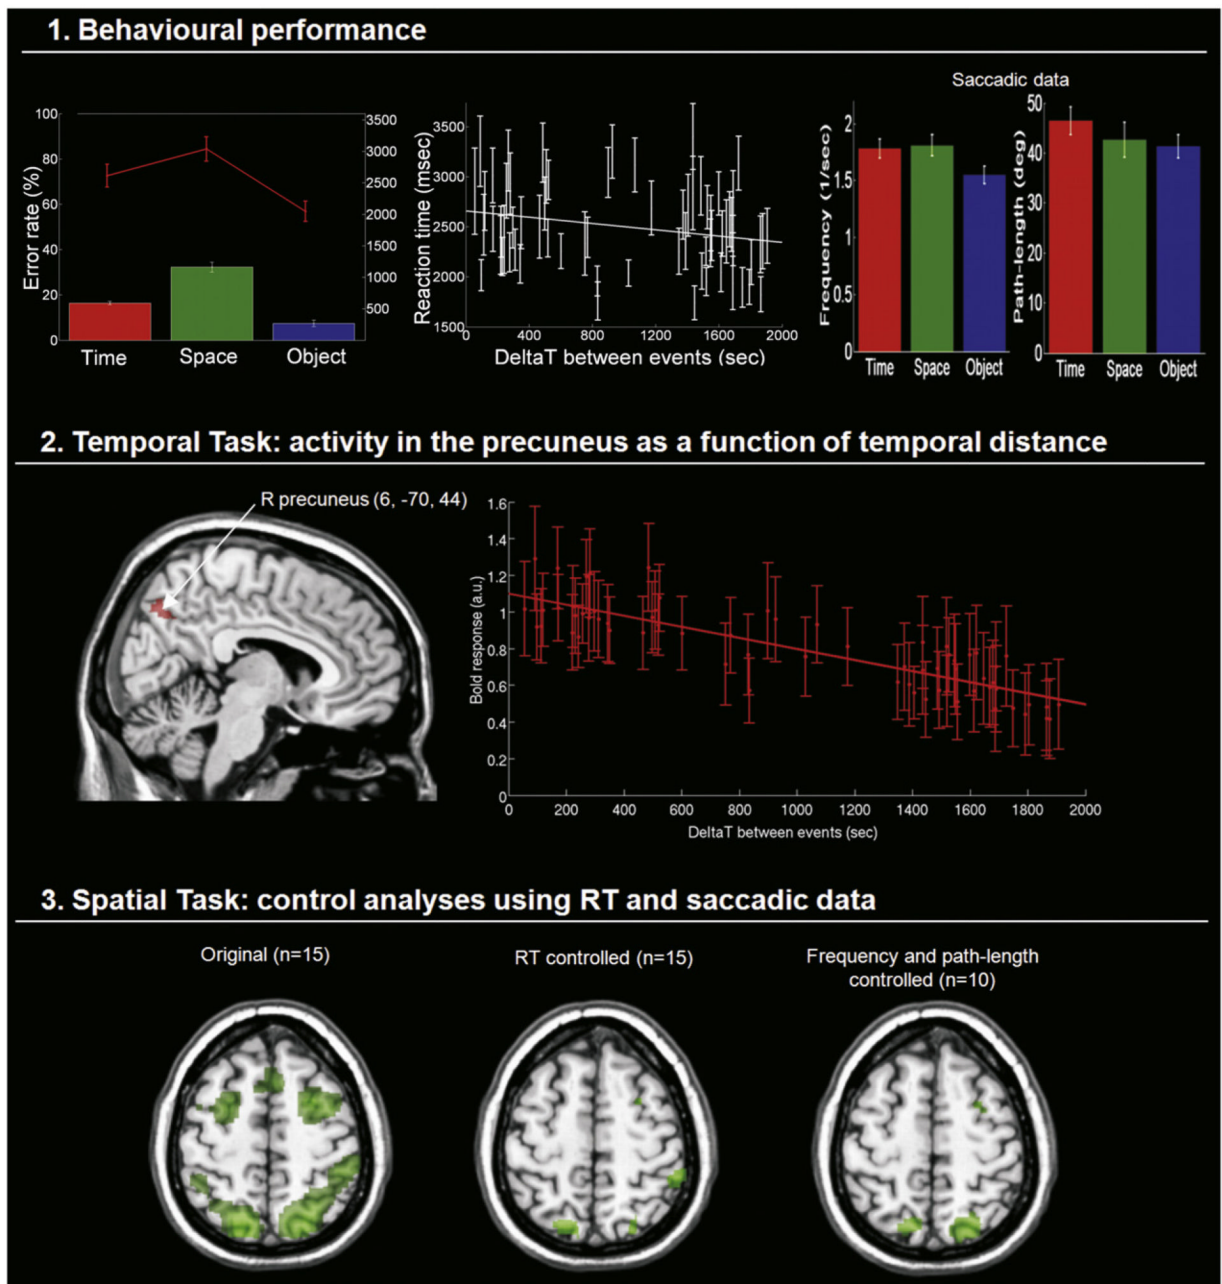 1. Behavioural performance
Saccadic data
Error rate (%)
100
80
60
40
20
0
3500
3000
2500
2000
1500
1000
500
Time Space Object
Reaction time (msec)
3500
3000
2500
2000
1500
0 400 800 1200 1600 2000
DeltaT between events (sec)
Frequency (1/sec)
2
1.5
1
0.5
0
Time Space Object
Path-length (deg)
50
40
30
20
10
0
Time Space Object
2. Temporal Task: activity in the precuneus as a function of temporal distance
R precuneus (6, -70, 44)
Bold response (a.u.)
1.6
1.4
1.2
1
0.8
0.6
0.4
0.2
0
0 200 400 600 800 1000 1200 1400 1600 1800 2000
DeltaT between events (sec)
3. Spatial Task: control analyses using RT and saccadic data
Original (n=15)
RT controlled (n=15)
Frequency and path-length
controlled (n=10)